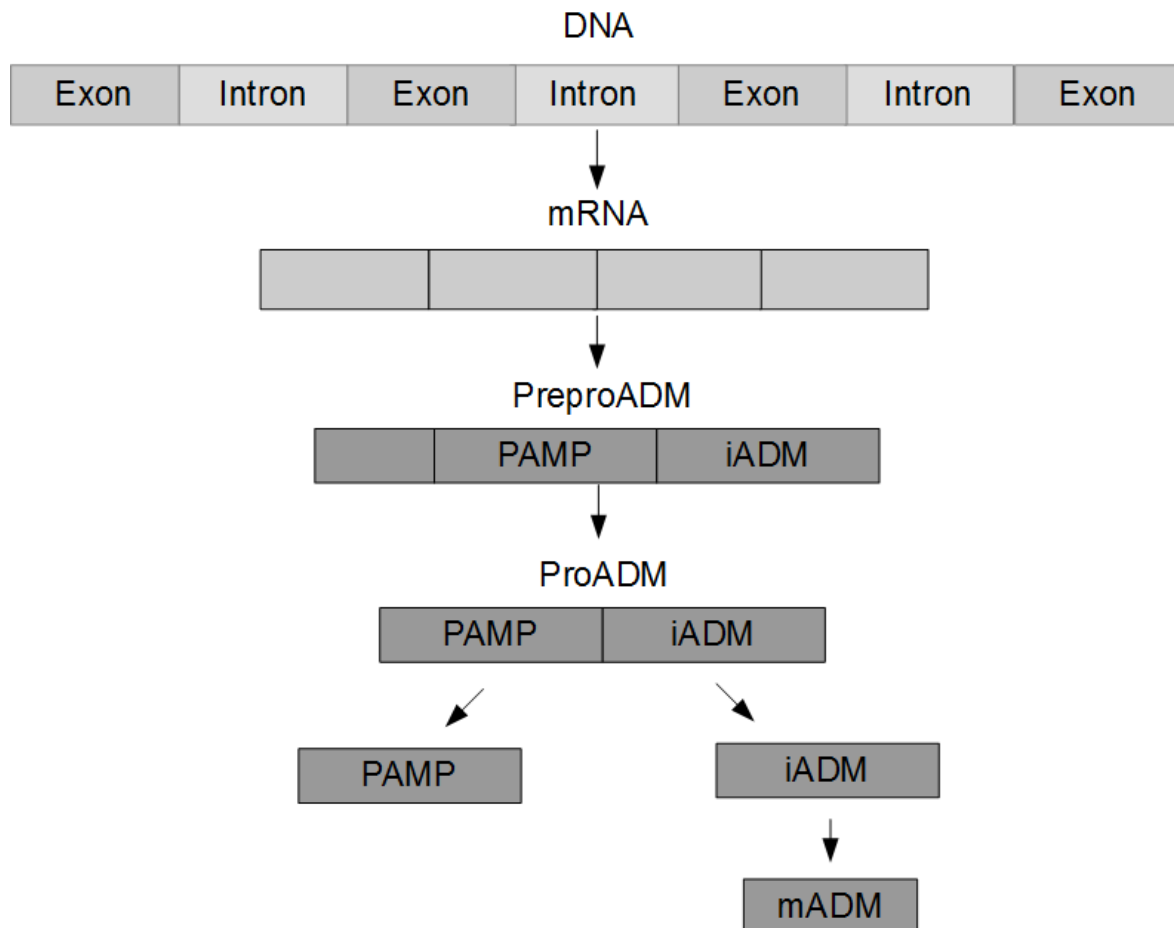 DNA
Exon Intron Exon Intron Exon Intron Exon
mRNA
PreproADM
PAMP iADM
ProADM
PAMP iADM
PAMP iADM
mADM